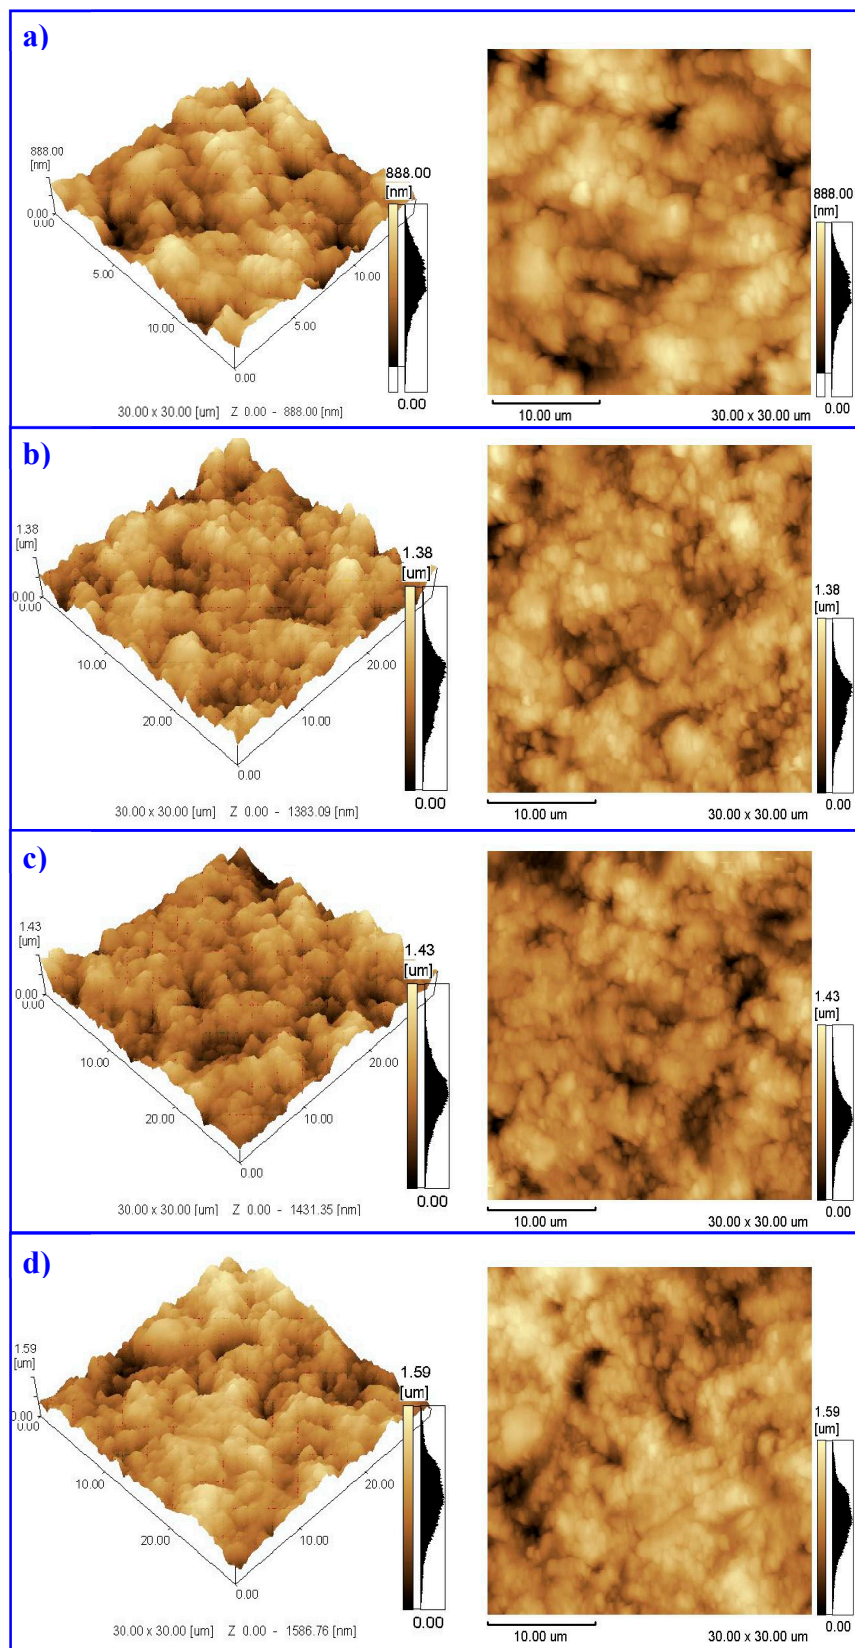 a)
888.00
[nm]
0.00
0.00
5.00
10.00
0.00
5.00
10.00
888.00
[nm]
0.00
30.00 x 30.00 [um] Z 0.00 - 888.00 [nm]
888.00
[nm]
0.00
10.00 um
30.00 x 30.00 um
b)
1.38
[um]
0.00
0.00
10.00
20.00
0.00
10.00
20.00
1.38
[um]
0.00
30.00 x 30.00 [um] Z 0.00 - 1383.09 [nm]
1.38
[um]
0.00
10.00 um
30.00 x 30.00 um
c)
1.43
[um]
0.00
0.00
10.00
20.00
0.00
10.00
20.00
1.43
[um]
0.00
30.00 x 30.00 [um] Z 0.00 - 1431.35 [nm]
1.43
[um]
0.00
10.00 um
30.00 x 30.00 um
d)
1.59
[um]
0.00
0.00
10.00
20.00
0.00
10.00
20.00
1.59
[um]
0.00
30.00 x 30.00 [um] Z 0.00 - 1586.76 [nm]
1.59
[um]
0.00
10.00 um
30.00 x 30.00 um